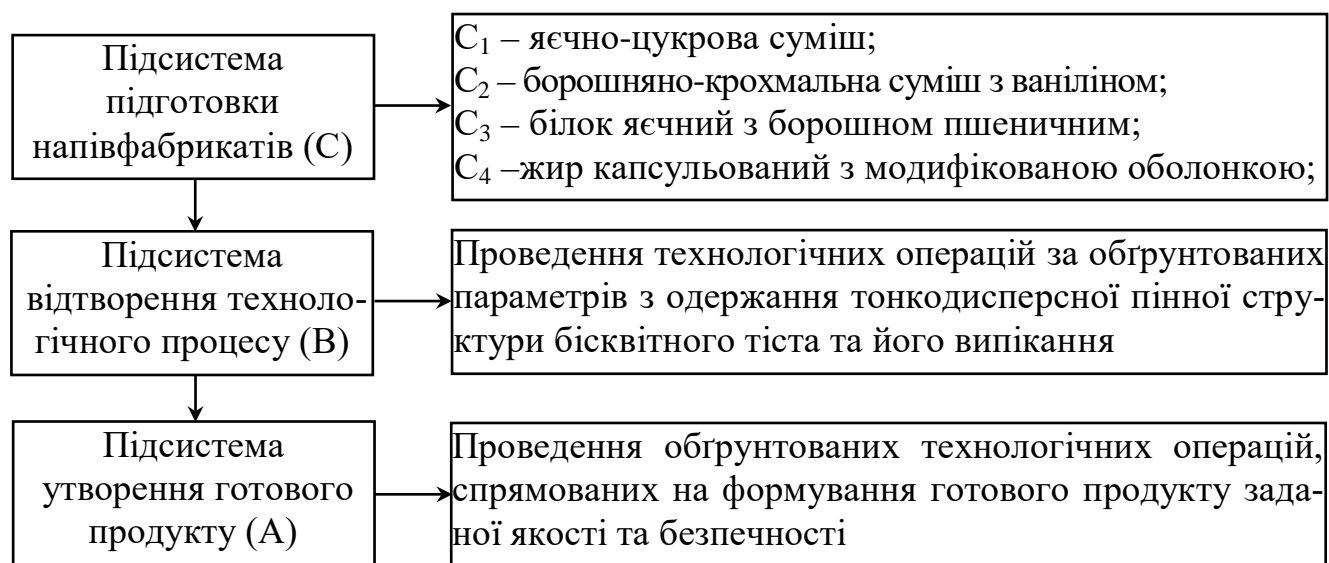 Підсистема
підготовки
напівфабрикатів (С)
С₁ – яєчно-цукрова суміш;
С₂ – борошняно-крохмальна суміш з ваніліном;
С₃ – білок яєчний з борошном пшеничним;
С₄ –жир капсульований з модифікованою оболонкою;
Підсистема
відтворення техноло-
гічного процесу (В)
Проведення технологічних операцій за обґрунтованих
параметрів з одержання тонкодисперсної пінної стру-
ктури бісквітного тіста та його випікання
Підсистема
утворення готового
продукту (А)
Проведення обґрунтованих технологічних операцій,
спрямованих на формування готового продукту зада-
ної якості та безпечності